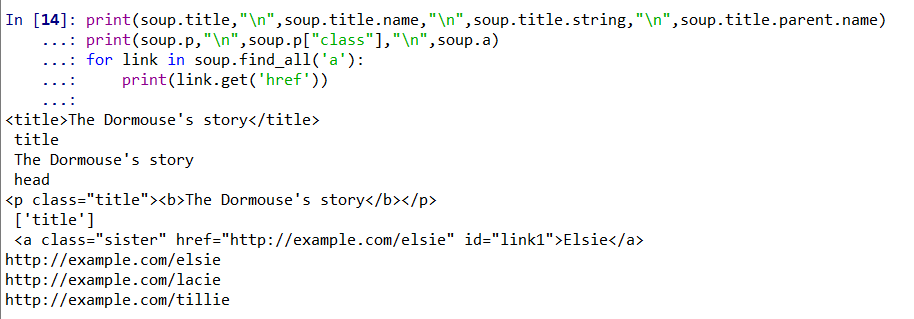 In [14]: print(soup.title,"\n",soup.title.name,"\n",soup.title.string,"\n",soup.title.parent.name)
    ...: print(soup.p,"\n",soup.p["class"],"\n",soup.a)
    ...: for link in soup.find_all('a'):
    ...:     print(link.get('href'))
    ...:
<title>The Dormouse's story</title>
 title
 The Dormouse's story
 head
<p class="title"><b>The Dormouse's story</b></p>
 ['title']
 <a class="sister" href="http://example.com/elsie" id="link1">Elsie</a>
http://example.com/elsie
http://example.com/lacie
http://example.com/tillie